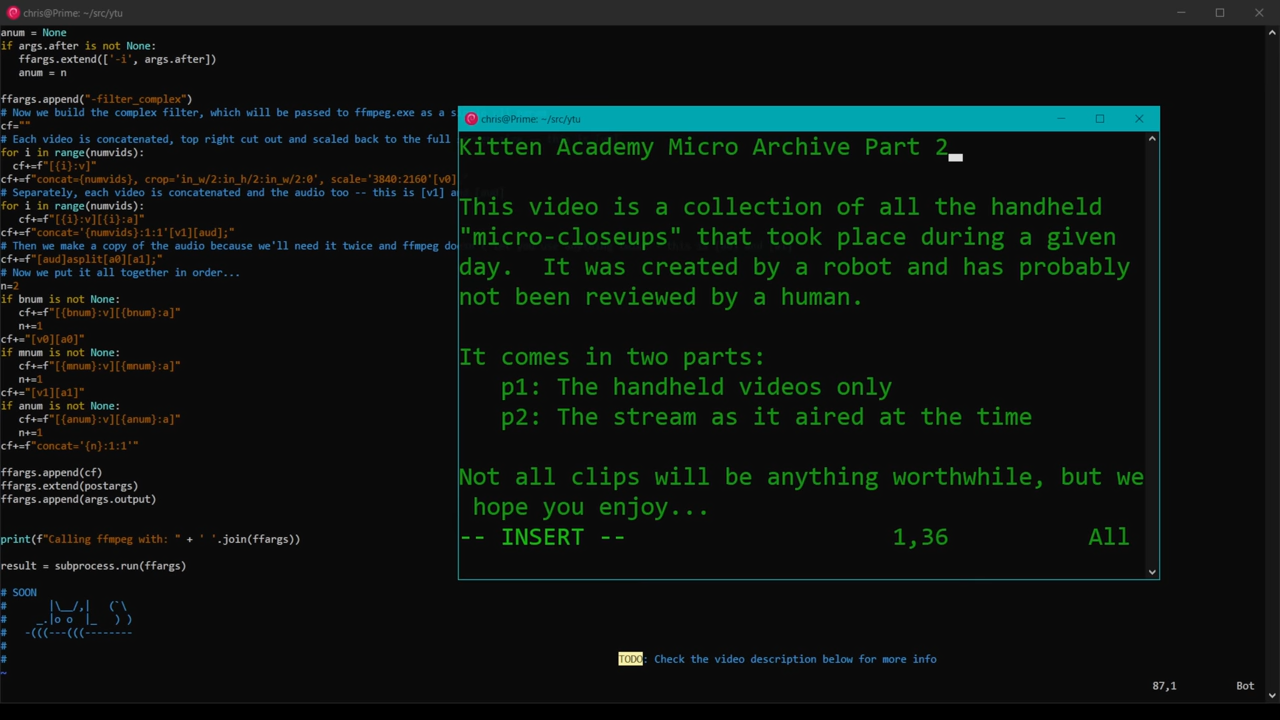 chris@Prime: ~/src/ytu
anum = None
if args.after is not None:
   ffargs.extend(['-i', args.after])
   anum = n
ffargs.append("-filter_complex")
# Now we build the complex filter, which will be passed to ffmpeg.exe as a s
cf=""
# Each video is concatenated, top right cut out and scaled back to the full
for i in range(numvids):
  cf+=f"[{i}:v]"
cf+=f"concat={numvids}, crop='in_w/2:in_h/2:in_w/2:0', scale='3840:2160'[v0]
# Separately, each video is concatenated and the audio too -- this is [v1] a
for i in range(numvids):
   cf+=f"[{i}:v][{i}:a]"
cf+=f"concat='{numvids}:1:1'[v1][aud];"
# Then we make a copy of the audio because we'll need it twice and ffmpeg do
cf+=f"[aud]asplit[a0][a1];"
# Now we put it all together in order...
n=2
if bnum is not None:
   cf+=f"[{bnum}:v][{bnum}:a]"
   n+=1
cf+="[v0][a0]"
if mnum is not None:
   cf+=f"[{mnum}:v][{mnum}:a]"
   n+=1
cf+="[v1][a1]"
if anum is not None:
   cf+=f"[{anum}:v][{anum}:a]"
   n+=1
cf+=f"concat='{n}:1:1'"
ffargs.append(cf)
ffargs.extend(postargs)
ffargs.append(args.output)
print(f"Calling ffmpeg with: " + ' '.join(ffargs))
result = subprocess.run(ffargs)
# SOON
#     |\__/,|   (`\
#   _.|o o  |_   ) )
#  -(((---(((--------
#
#
~
chris@Prime: ~/src/ytu
Kitten Academy Micro Archive Part 2
This video is a collection of all the handheld
"micro-closeups" that took place during a given
day.  It was created by a robot and has probably
not been reviewed by a human.
It comes in two parts:
   p1: The handheld videos only
   p2: The stream as it aired at the time
Not all clips will be anything worthwhile, but we
 hope you enjoy...
-- INSERT -- 1,36 All
TODO: Check the video description below for more info
87,1 Bot